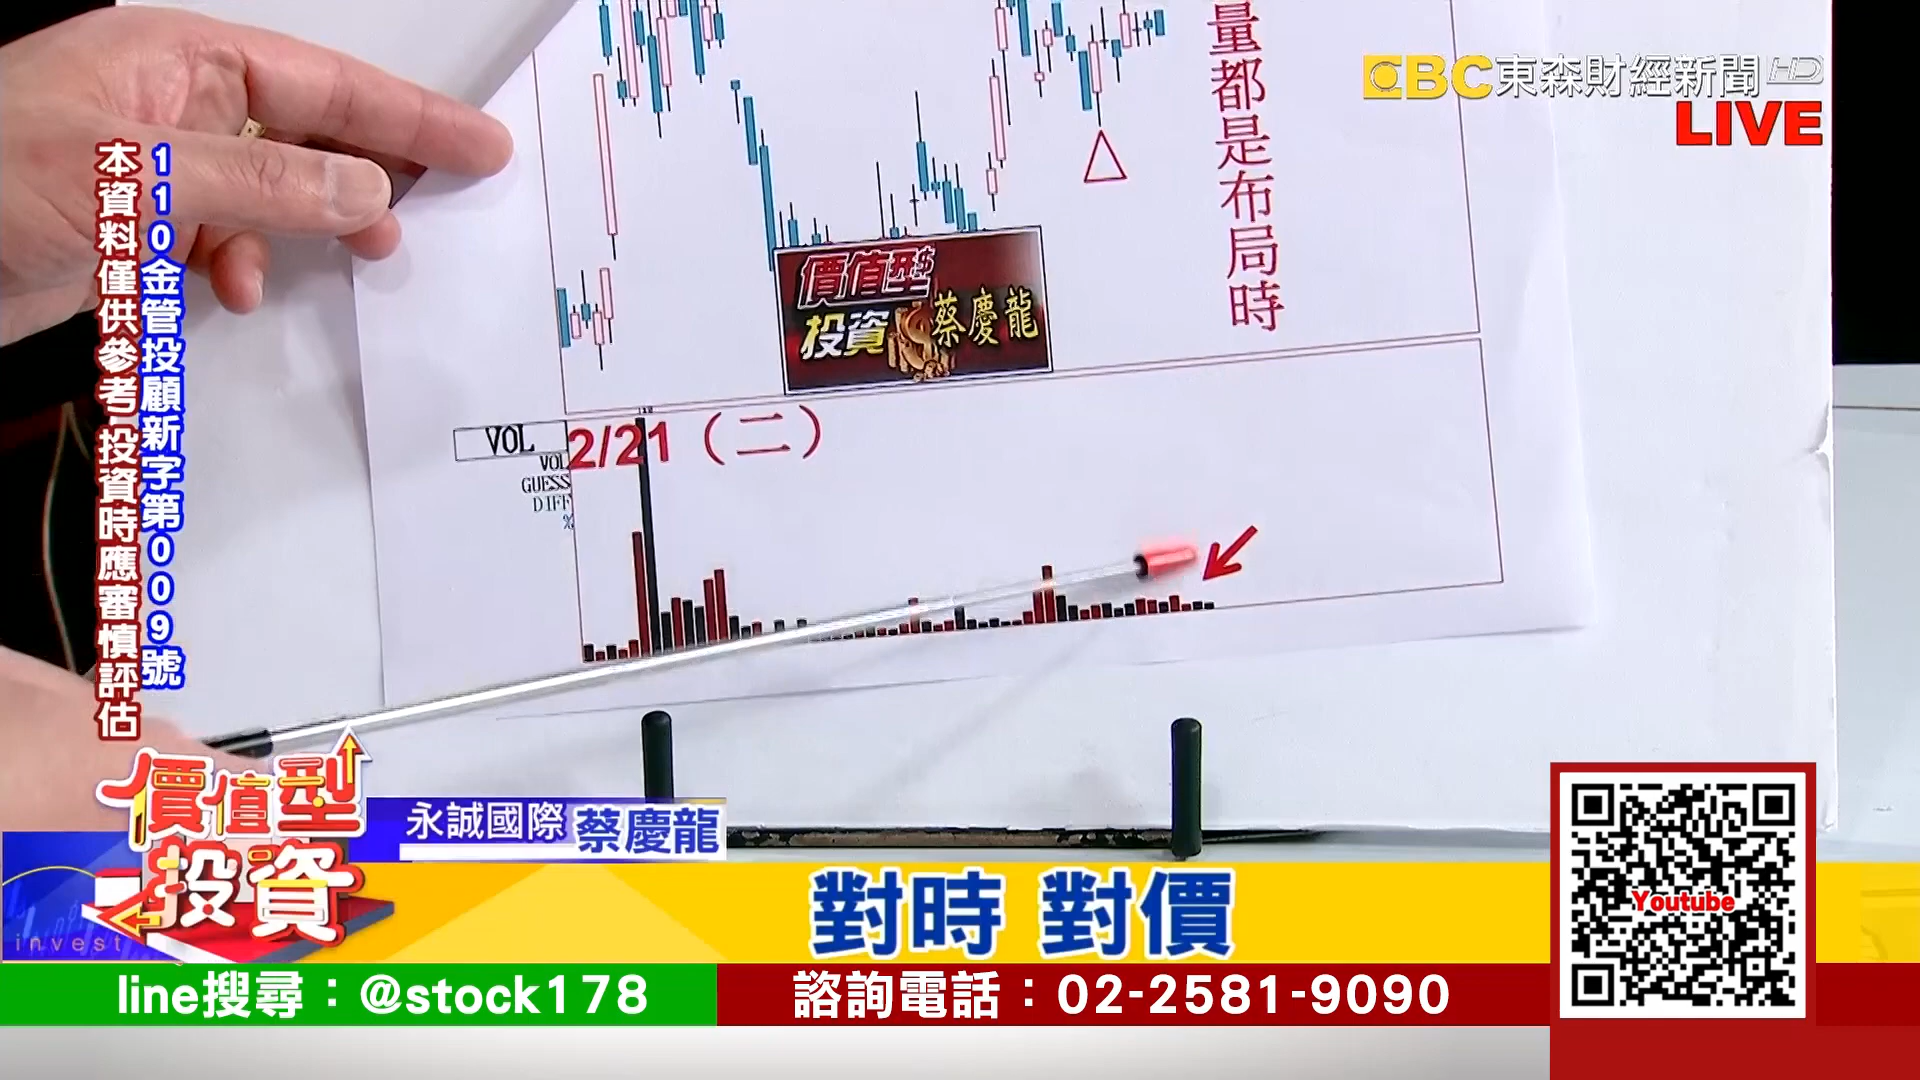 量都是布局時
EBC東森財經新聞HD
LIVE
110金管投顧新字第009號
本資料僅供參考 投資時應審慎評估
價值型
投資
蔡慶龍
VOL
2/21（二）
VOL
GUESS
DIFF
%
價值型
投資
invest
永誠國際
蔡慶龍
對時 對價
Youtube
line搜尋：@stock178
諮詢電話：02-2581-9090